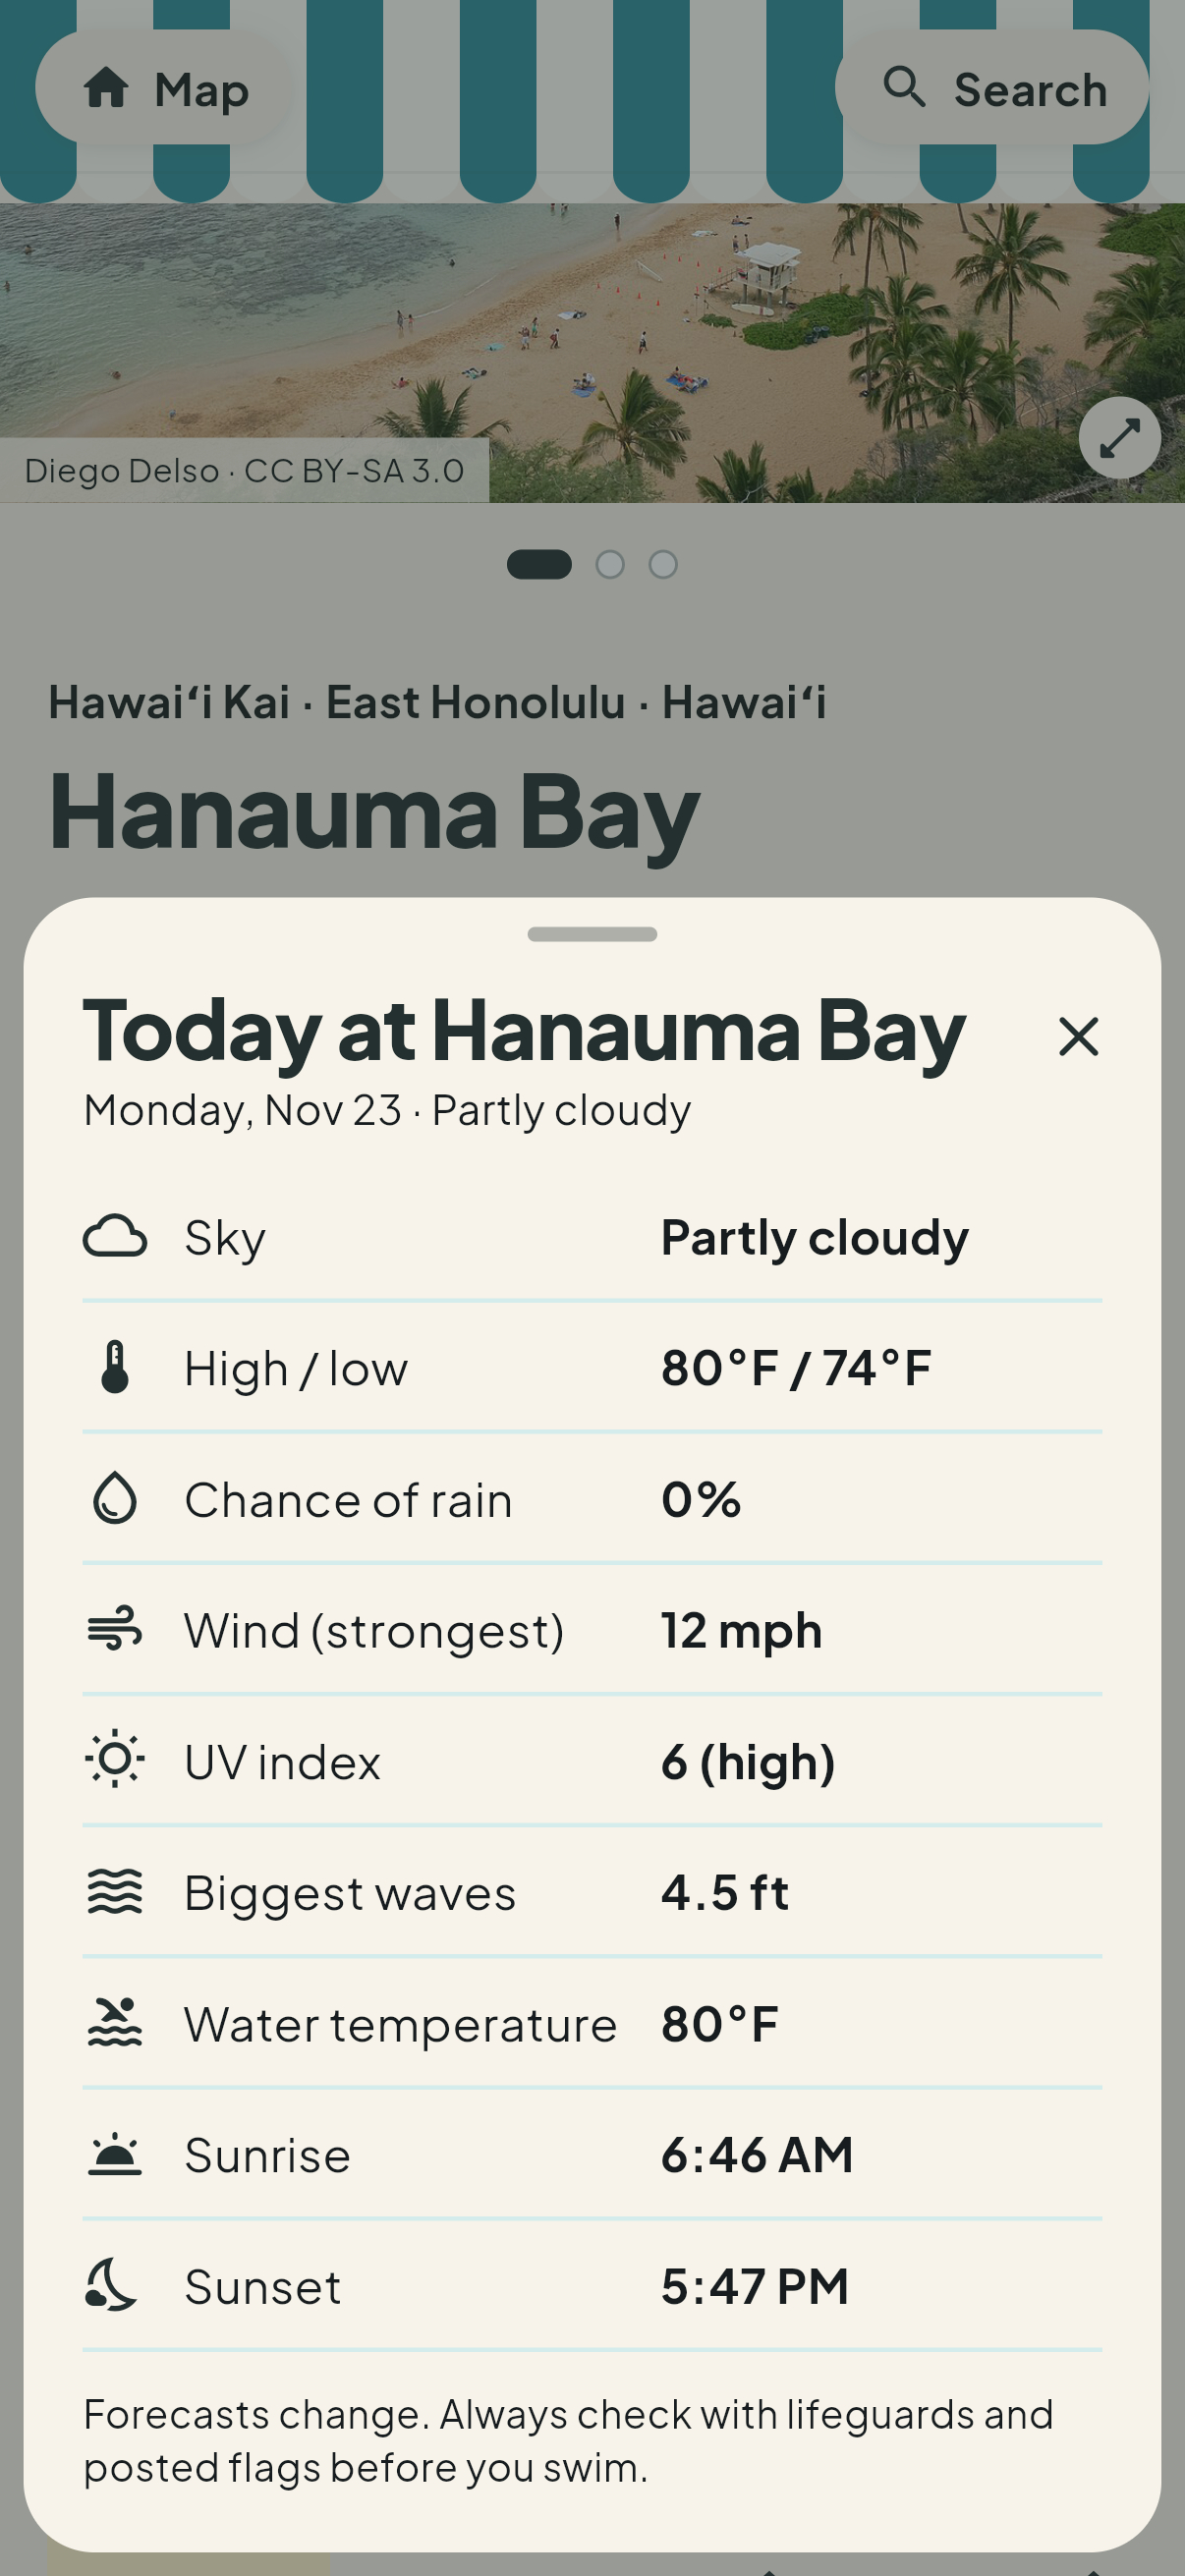 Map
Search
Diego Delso · CC BY-SA 3.0
Hawaiʻi Kai · East Honolulu · Hawaiʻi
Hanauma Bay
Today at Hanauma Bay
Monday, Nov 23 · Partly cloudy
Sky Partly cloudy
High / low 80°F / 74°F
Chance of rain 0%
Wind (strongest) 12 mph
UV index 6 (high)
Biggest waves 4.5 ft
Water temperature 80°F
Sunrise 6:46 AM
Sunset 5:47 PM
Forecasts change. Always check with lifeguards and
posted flags before you swim.